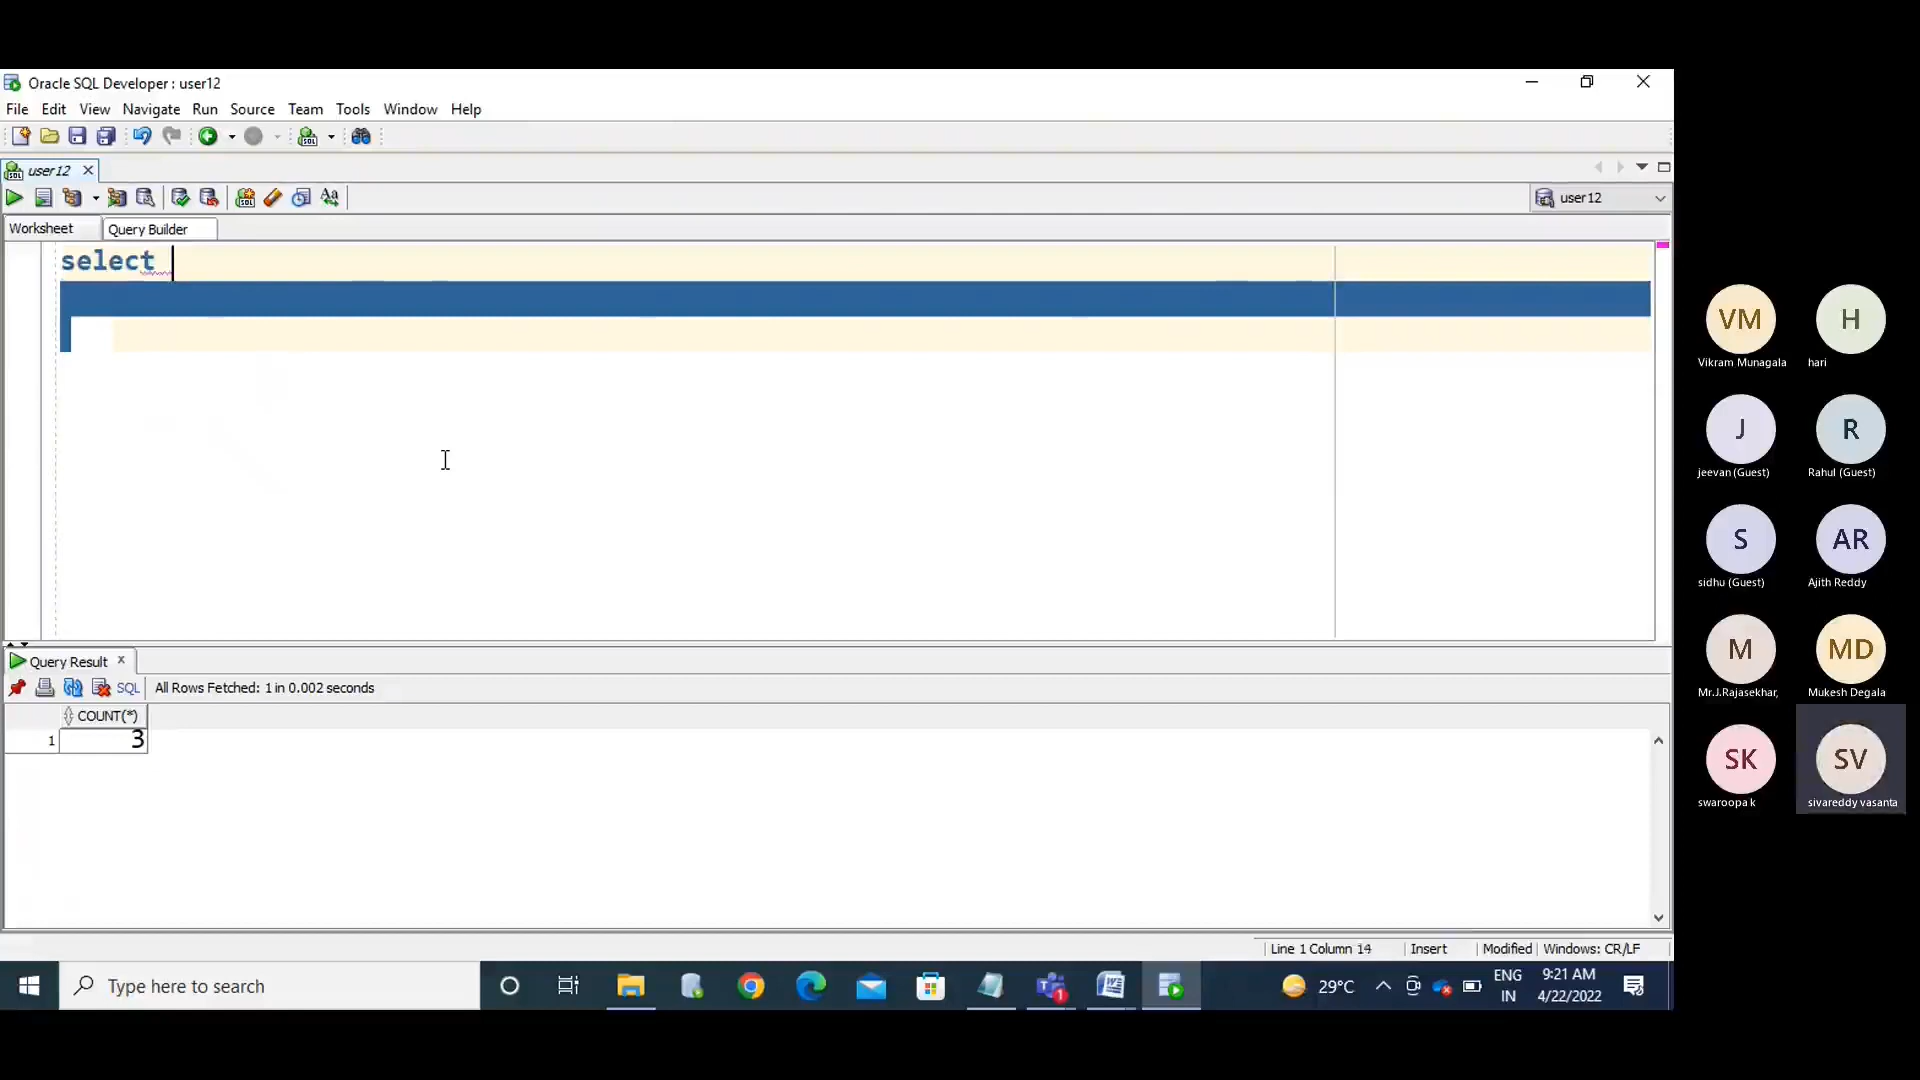 Oracle SQL Developer : user12
File Edit View Navigate Run Source Team Tools Window Help
user12
user12
Worksheet Query Builder
select
Query Result
SQL All Rows Fetched: 1 in 0.002 seconds
COUNT(*)
1 3
Line 1 Column 14 Insert Modified Windows: CR/LF
Type here to search
29°C
ENG
IN
9:21 AM
4/22/2022
VM H
Vikram Munagala hari
J R
jeevan (Guest) Rahul (Guest)
S AR
sidhu (Guest) Ajith Reddy
M MD
Mr.J.Rajasekhar, Mukesh Degala
SK SV
swaroopa k sivareddy vasanta